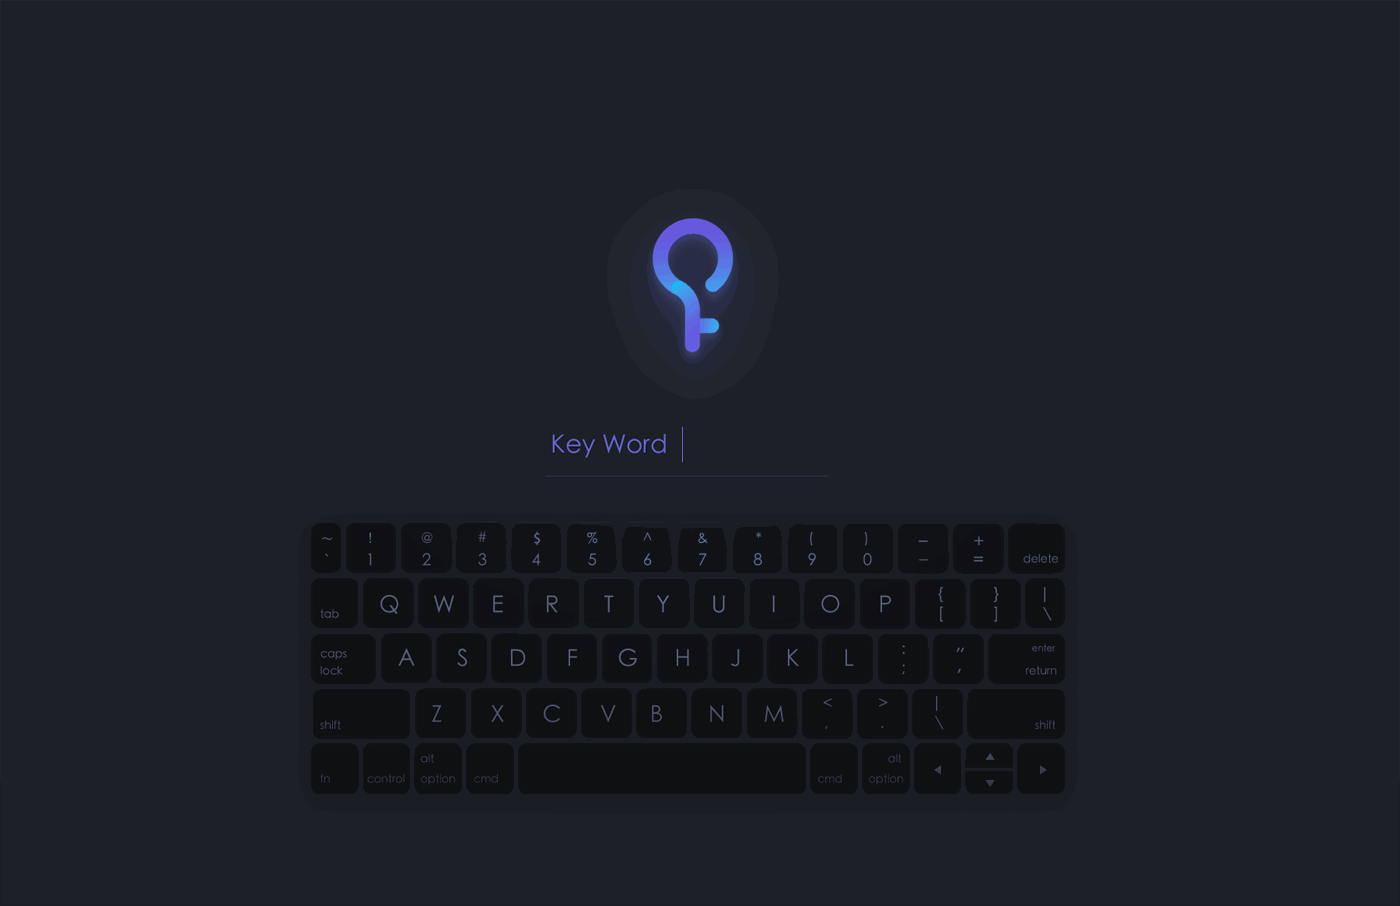 Key Word
~ ! @ # $ % ^ & * ( ) — +
` 1 2 3 4 5 6 7 8 9 0 – = delete
{ } |
tab Q W E R T Y U I O P [ ] \
caps : " enter
lock A S D F G H J K L ; , return
< > |
shift Z X C V B N M , . \ shift
alt alt ▲
fn control option cmd cmd option ◀ ▼ ▶